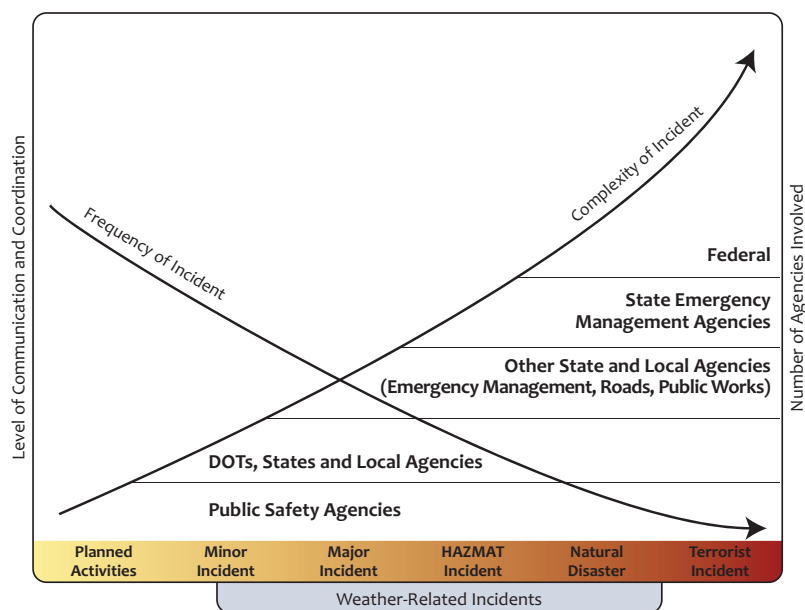 Level of Communication and Coordination
Number of Agencies Involved
Frequency of Incident
Complexity of Incident
Federal
State Emergency
Management Agencies
Other State and Local Agencies
(Emergency Management, Roads, Public Works)
DOTs, States and Local Agencies
Public Safety Agencies
Planned
Activities
Minor
Incident
Major
Incident
HAZMAT
Incident
Natural
Disaster
Terrorist
Incident
Weather-Related Incidents